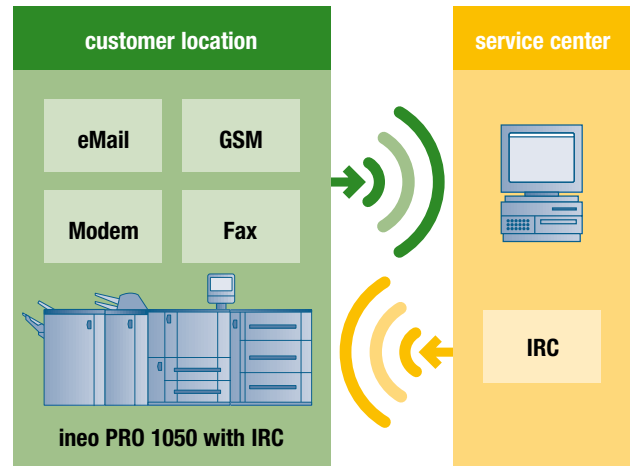 customer location
service center
eMail
GSM
Modem
Fax
IRC
ineo PRO 1050 with IRC